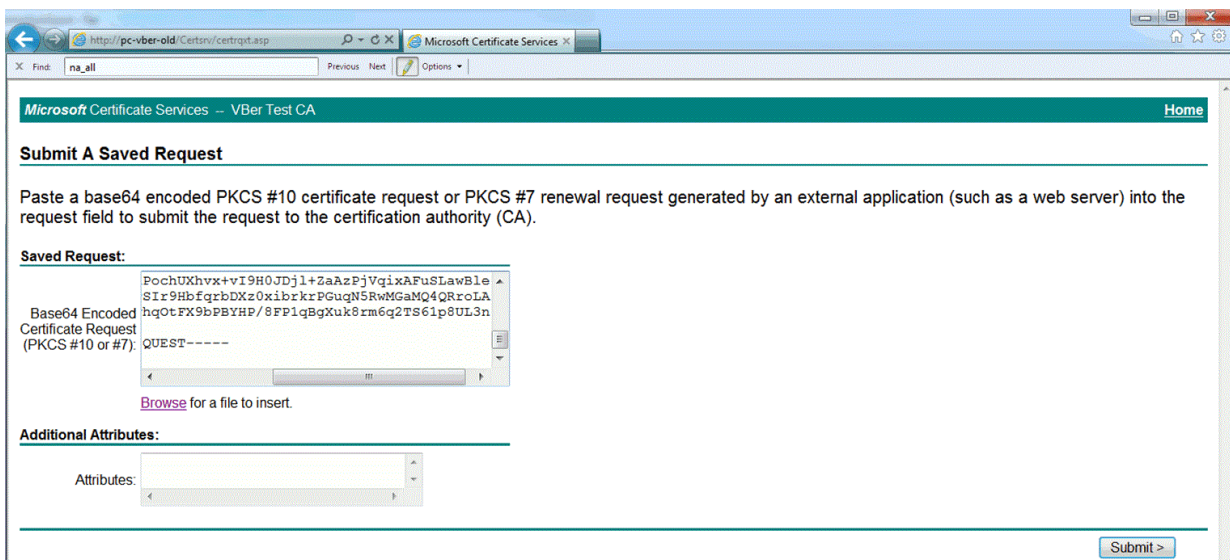 http://pc-vber-old/Certsrv/certrqxt.asp
Microsoft Certificate Services
X Find: na_all Previous Next Options
Microsoft Certificate Services -- VBer Test CA Home
Submit A Saved Request
Paste a base64 encoded PKCS #10 certificate request or PKCS #7 renewal request generated by an external application (such as a web server) into the
request field to submit the request to the certification authority (CA).
Saved Request:
Base64 Encoded
Certificate Request
(PKCS #10 or #7):
PochUXhvx+vI9H0JDjl+ZaAzPjVqixAFuSLawBle
SIr9HbfqrbDXz0xibrkrPGuqN5RwMGaMQ4QRroLA
hqOtFX9bPBYHP/8FP1qBgXuk8rm6q2TS61p8UL3n
QUEST-----
Browse for a file to insert.
Additional Attributes:
Attributes:
Submit >